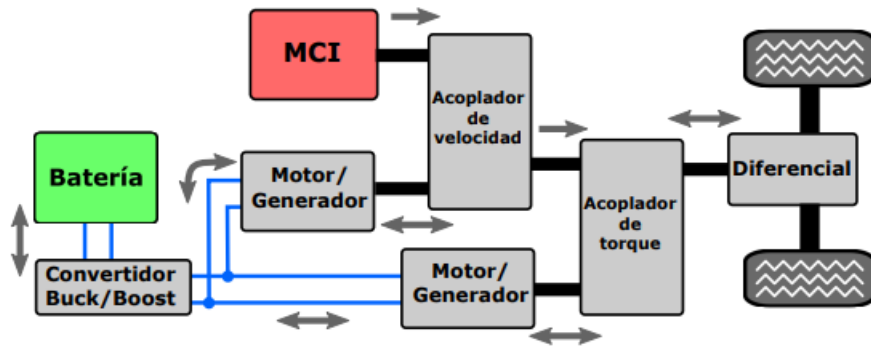 MCI
Acoplador
de
velocidad
Batería
Motor/
Generador
Diferencial
Acoplador
de
torque
Convertidor
Buck/Boost
Motor/
Generador